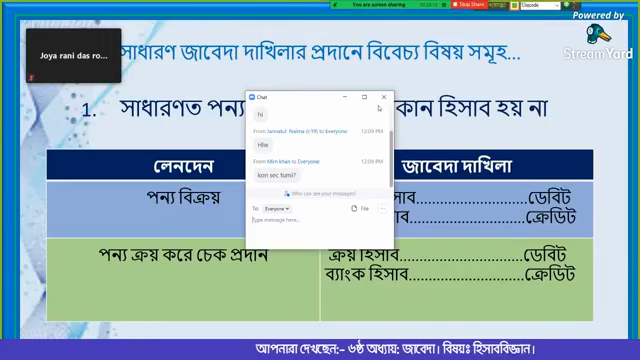 You are screen sharing
Stop Share
Unicode
Powered by
StreamYard
Joya rani das ro...
সাধারণ জাবেদা দাখিলার প্রদানে বিবেচ্য বিষয় সমূহ...
1. সাধারণত পন্য
কোন হিসাব হয় না
Chat
hi
From Jannatul Naima to Everyone 12:09 PM
HIie
From Mim khan to Everyone 12:09 PM
kon sec tumi?
Who can see your messages?
To Everyone File
Type message here...
লেনদেন জাবেদা দাখিলা
পন্য বিক্রয় ডেবিট
ক্রেডিট
পন্য ক্রয় করে চেক প্রদান ক্রয় হিসাব..............................ডেবিট
ব্যাংক হিসাব...........................ক্রেডিট
আপনারা দেখছেন:- ৬ষ্ঠ অধ্যায়: জাবেদা। বিষয়ঃ হিসাববিজ্ঞান।